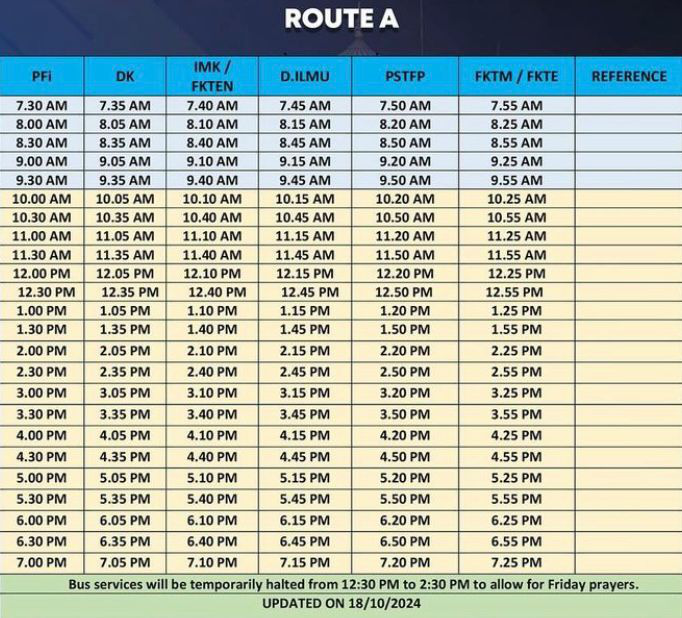 ROUTE A
PFi DK IMK / FKTEN D.ILMU PSTFP FKTM / FKTE REFERENCE
7.30 AM 7.35 AM 7.40 AM 7.45 AM 7.50 AM 7.55 AM
8.00 AM 8.05 AM 8.10 AM 8.15 AM 8.20 AM 8.25 AM
8.30 AM 8.35 AM 8.40 AM 8.45 AM 8.50 AM 8.55 AM
9.00 AM 9.05 AM 9.10 AM 9.15 AM 9.20 AM 9.25 AM
9.30 AM 9.35 AM 9.40 AM 9.45 AM 9.50 AM 9.55 AM
10.00 AM 10.05 AM 10.10 AM 10.15 AM 10.20 AM 10.25 AM
10.30 AM 10.35 AM 10.40 AM 10.45 AM 10.50 AM 10.55 AM
11.00 AM 11.05 AM 11.10 AM 11.15 AM 11.20 AM 11.25 AM
11.30 AM 11.35 AM 11.40 AM 11.45 AM 11.50 AM 11.55 AM
12.00 PM 12.05 PM 12.10 PM 12.15 PM 12.20 PM 12.25 PM
12.30 PM 12.35 PM 12.40 PM 12.45 PM 12.50 PM 12.55 PM
1.00 PM 1.05 PM 1.10 PM 1.15 PM 1.20 PM 1.25 PM
1.30 PM 1.35 PM 1.40 PM 1.45 PM 1.50 PM 1.55 PM
2.00 PM 2.05 PM 2.10 PM 2.15 PM 2.20 PM 2.25 PM
2.30 PM 2.35 PM 2.40 PM 2.45 PM 2.50 PM 2.55 PM
3.00 PM 3.05 PM 3.10 PM 3.15 PM 3.20 PM 3.25 PM
3.30 PM 3.35 PM 3.40 PM 3.45 PM 3.50 PM 3.55 PM
4.00 PM 4.05 PM 4.10 PM 4.15 PM 4.20 PM 4.25 PM
4.30 PM 4.35 PM 4.40 PM 4.45 PM 4.50 PM 4.55 PM
5.00 PM 5.05 PM 5.10 PM 5.15 PM 5.20 PM 5.25 PM
5.30 PM 5.35 PM 5.40 PM 5.45 PM 5.50 PM 5.55 PM
6.00 PM 6.05 PM 6.10 PM 6.15 PM 6.20 PM 6.25 PM
6.30 PM 6.35 PM 6.40 PM 6.45 PM 6.50 PM 6.55 PM
7.00 PM 7.05 PM 7.10 PM 7.15 PM 7.20 PM 7.25 PM
Bus services will be temporarily halted from 12:30 PM to 2:30 PM to allow for Friday prayers.
UPDATED ON 18/10/2024